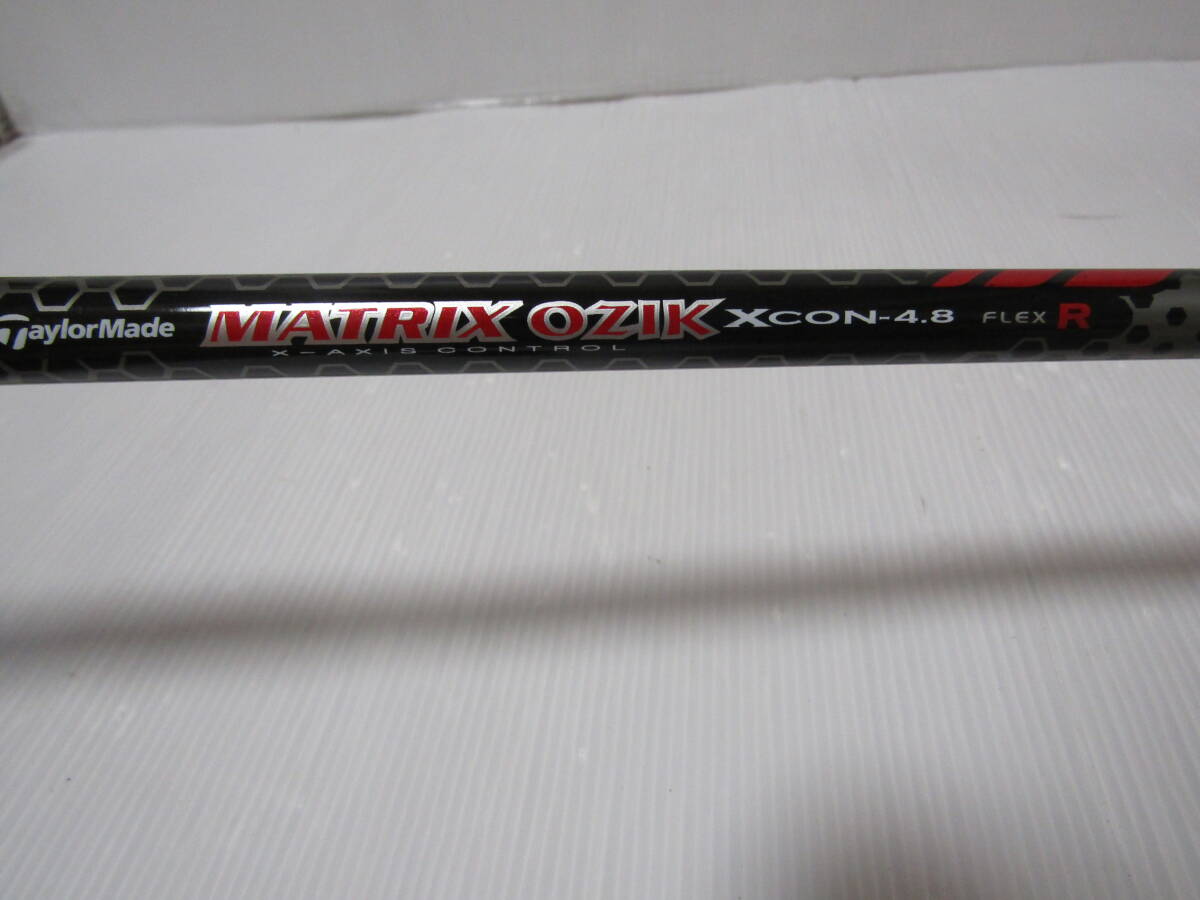 TaylorMade MATRIX OZIK XCON-4.8 FLEX R
X-AXIS CONTROL